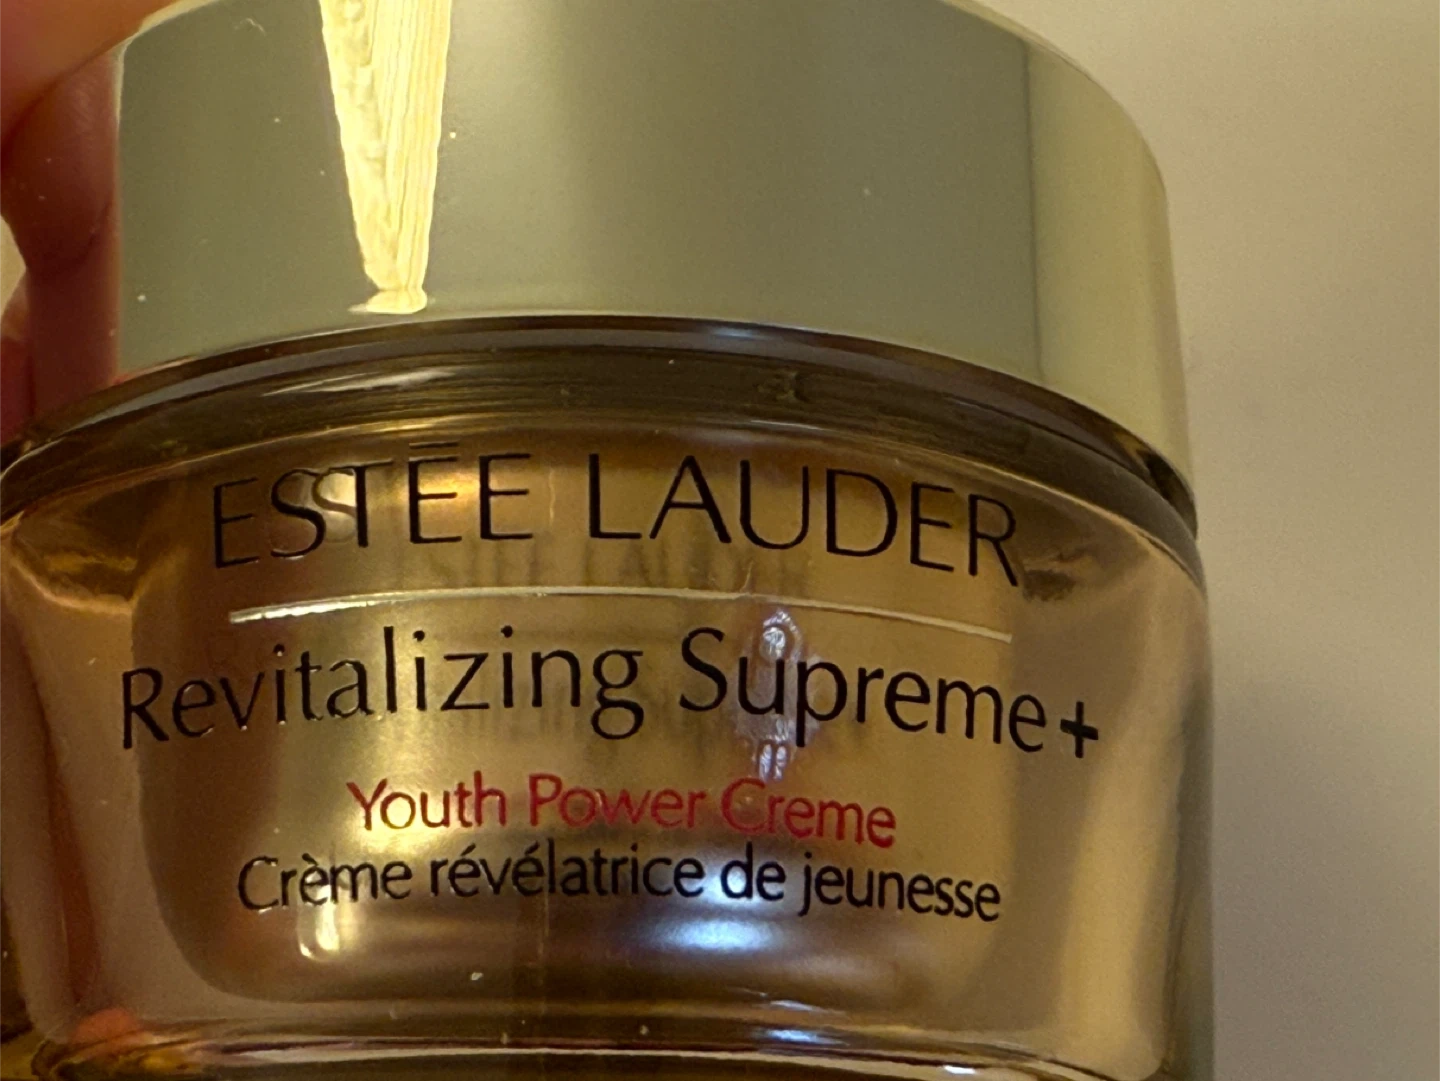 ESTĒE LAUDER
Revitalizing Supreme+
Youth Power Creme
Crème révélatrice de jeunesse